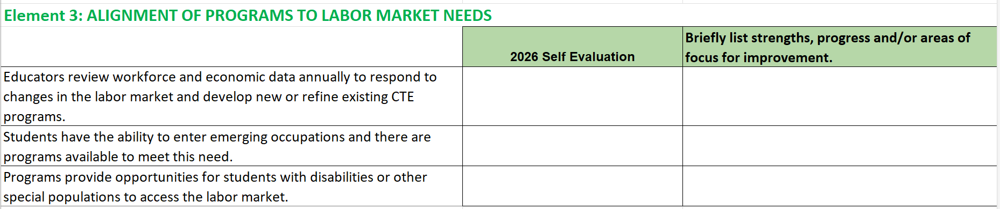 Element 3: ALIGNMENT OF PROGRAMS TO LABOR MARKET NEEDS
2026 Self Evaluation
Briefly list strengths, progress and/or areas of
focus for improvement.
Educators review workforce and economic data annually to respond to
changes in the labor market and develop new or refine existing CTE
programs.
Students have the ability to enter emerging occupations and there are
programs available to meet this need.
Programs provide opportunities for students with disabilities or other
special populations to access the labor market.